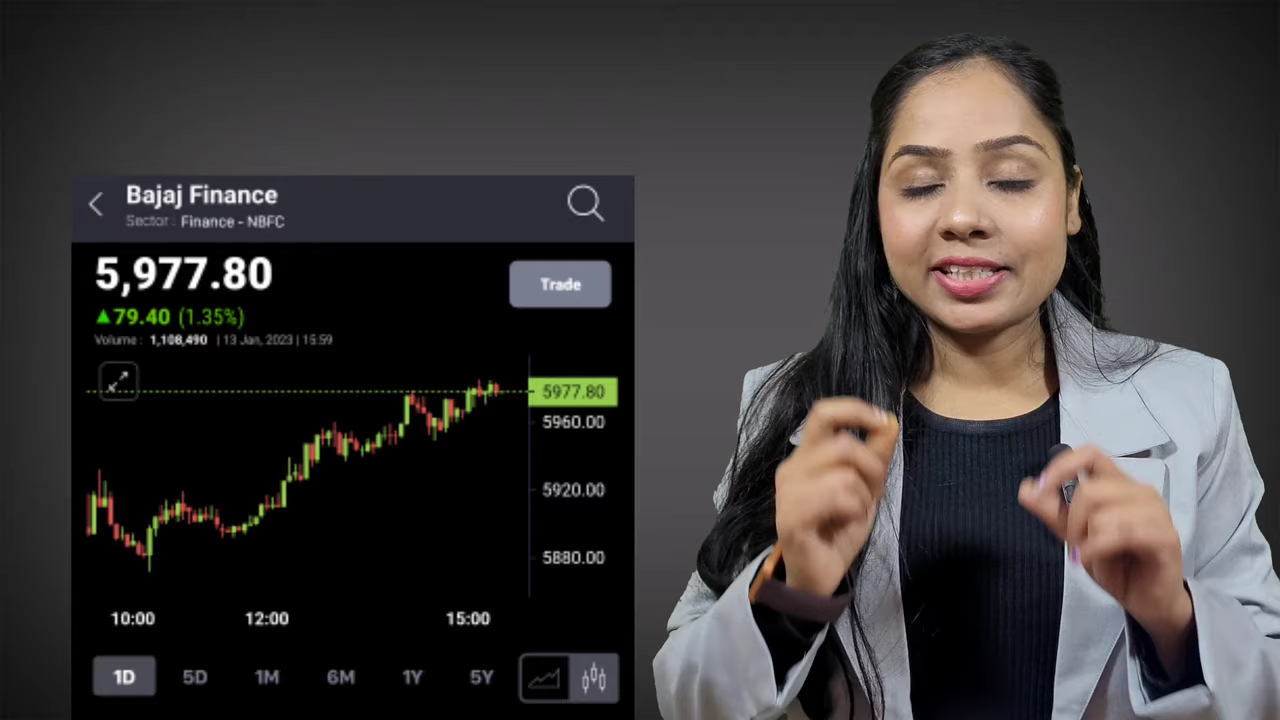 Bajaj Finance
Sector : Finance - NBFC
5,977.80
Trade
▲79.40 (1.35%)
Volume : 1,108,490 | 13 Jan, 2023 | 15:59
5977.80
5960.00
5920.00
5880.00
10:00 12:00 15:00
1D 5D 1M 6M 1Y 5Y